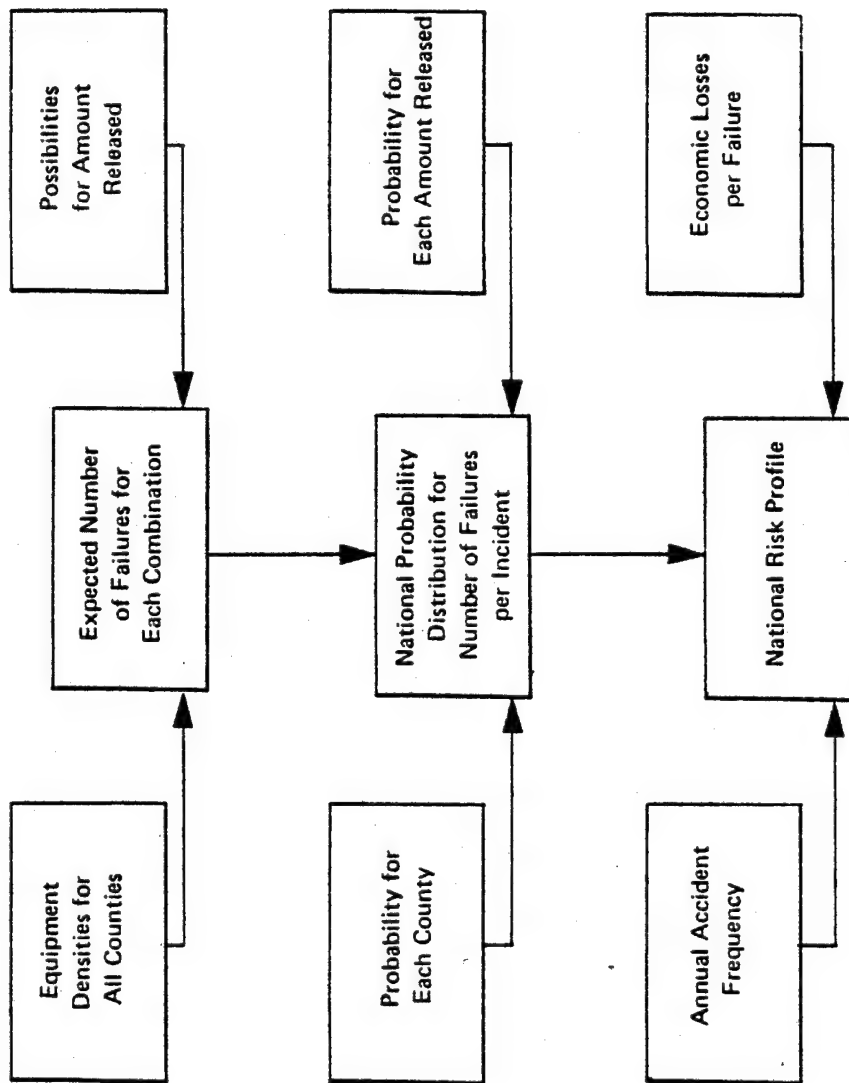 Equipment
Densities for
All Counties
Expected Number
of Failures for
Each Combination
Possibilities
for Amount
Released
Probability for
Each County
National Probability
Distribution for
Number of Failures
per Incident
Probability for
Each Amount Released
Annual Accident
Frequency
National Risk Profile
Economic Losses
per Failure